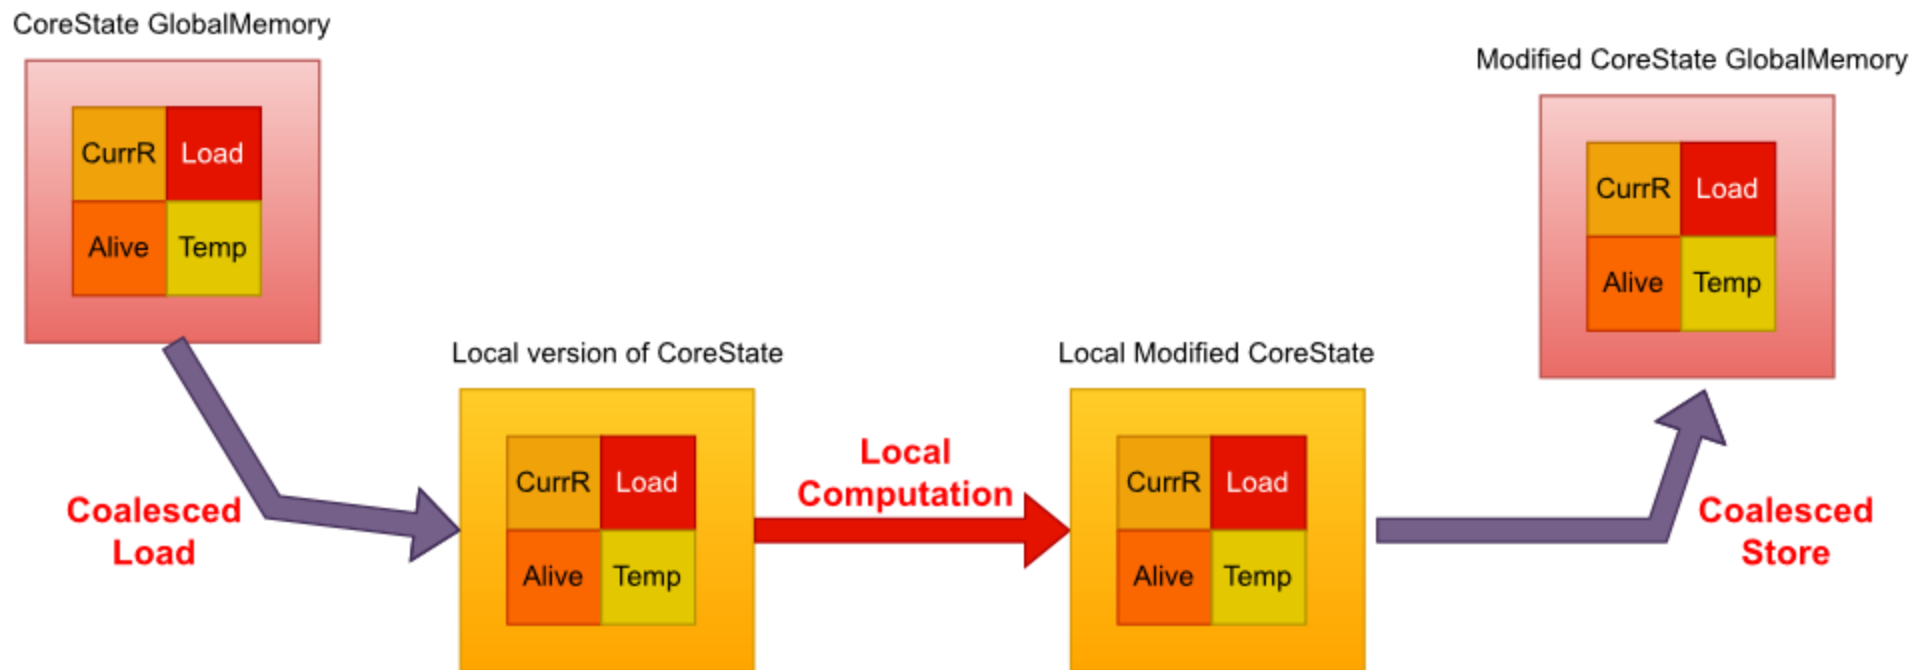 CoreState GlobalMemory
CurrR Load
Alive Temp
Coalesced
Load
Local version of CoreState
CurrR Load
Alive Temp
Local
Computation
Local Modified CoreState
CurrR Load
Alive Temp
Coalesced
Store
Modified CoreState GlobalMemory
CurrR Load
Alive Temp